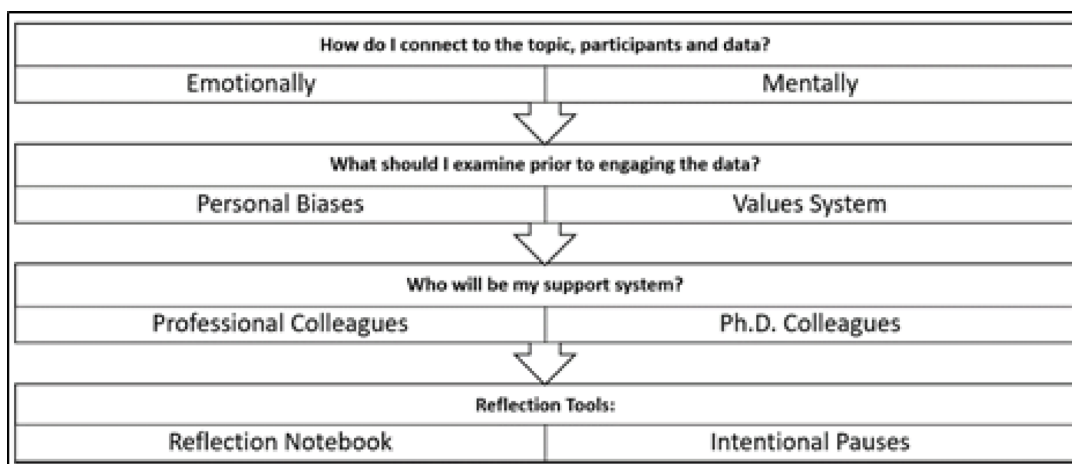 How do I connect to the topic, participants and data?
Emotionally
Mentally
What should I examine prior to engaging the data?
Personal Biases
Values System
Who will be my support system?
Professional Colleagues
Ph.D. Colleagues
Reflection Tools:
Reflection Notebook
Intentional Pauses